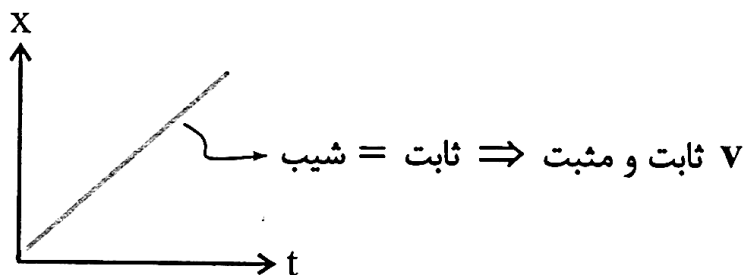 x
شیب = ثابت ⇒ v ثابت و مثبت
t